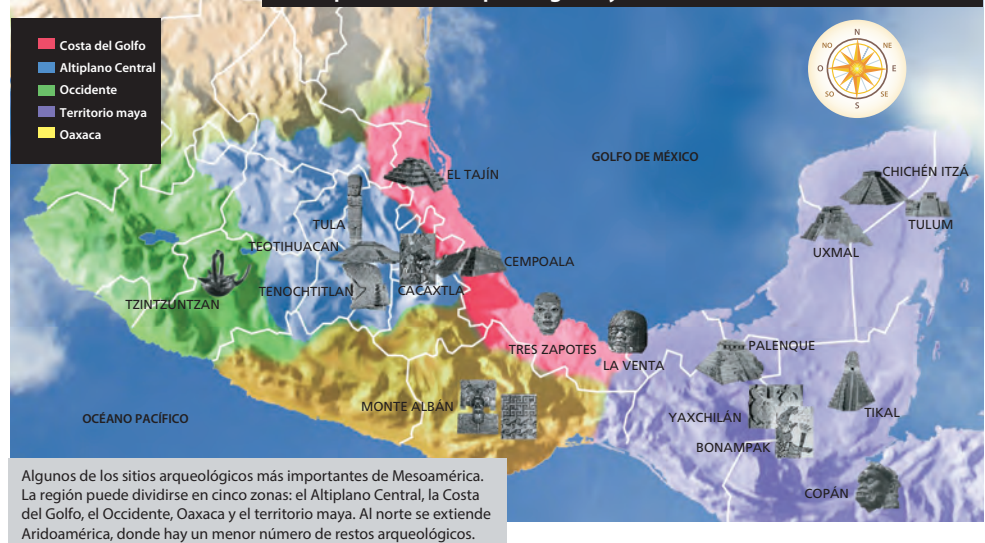 Costa del Golfo
Altiplano Central
Occidente
Territorio maya
Oaxaca
N
NO
NE
O
E
SO
SE
S
GOLFO DE MÉXICO
EL TAJÍN
CHICHÉN ITZÁ
TULUM
TULA
UXMAL
TEOTIHUACAN
CEMPOALA
TENOCHTITLAN
CACAXTLA
TZINTZUNTZAN
TRES ZAPOTES
LA VENTA
PALENQUE
MONTE ALBÁN
OCÉANO PACÍFICO
YAXCHILÁN
TIKAL
BONAMPAK
COPÁN
Algunos de los sitios arqueológicos más importantes de Mesoamérica.
La región puede dividirse en cinco zonas: el Altiplano Central, la Costa
del Golfo, el Occidente, Oaxaca y el territorio maya. Al norte se extiende
Aridoamérica, donde hay un menor número de restos arqueológicos.